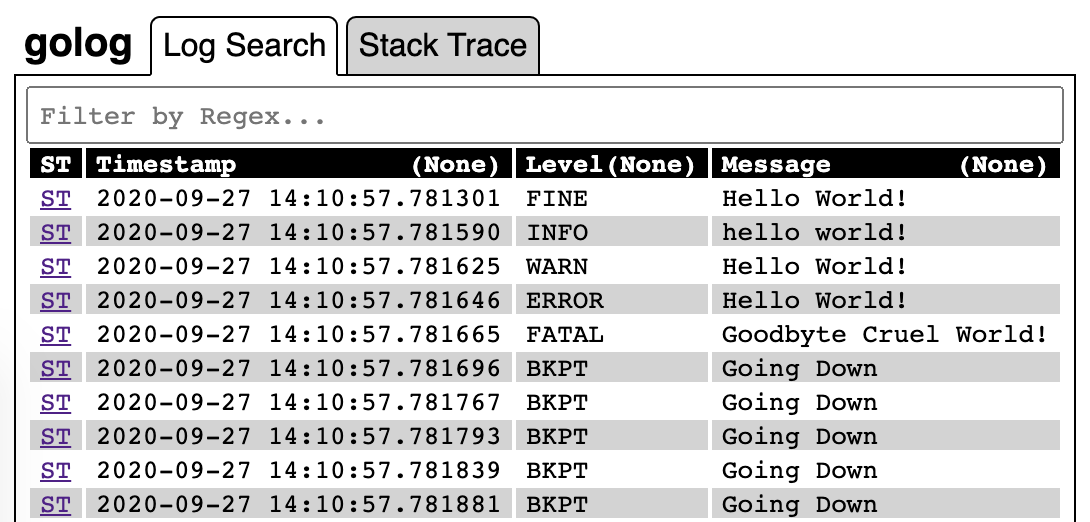 golog Log Search Stack Trace
Filter by Regex...
ST Timestamp (None) Level(None) Message (None)
ST 2020-09-27 14:10:57.781301 FINE Hello World!
ST 2020-09-27 14:10:57.781590 INFO hello world!
ST 2020-09-27 14:10:57.781625 WARN Hello World!
ST 2020-09-27 14:10:57.781646 ERROR Hello World!
ST 2020-09-27 14:10:57.781665 FATAL Goodbyte Cruel World!
ST 2020-09-27 14:10:57.781696 BKPT Going Down
ST 2020-09-27 14:10:57.781767 BKPT Going Down
ST 2020-09-27 14:10:57.781793 BKPT Going Down
ST 2020-09-27 14:10:57.781839 BKPT Going Down
ST 2020-09-27 14:10:57.781881 BKPT Going Down